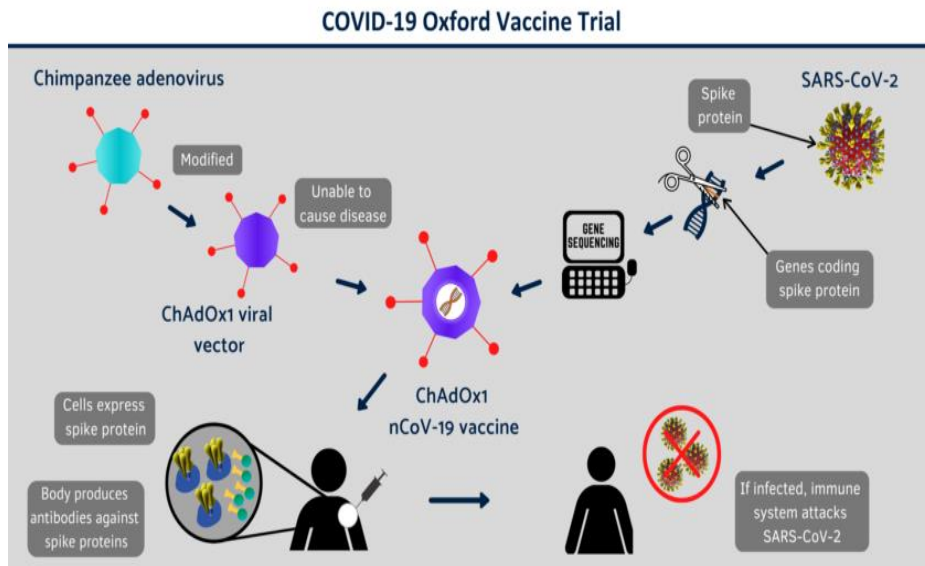 COVID-19 Oxford Vaccine Trial
Chimpanzee adenovirus
SARS-CoV-2
Spike
protein
Modified
Unable to
cause disease
GENE
SEQUENCING
Genes coding
spike protein
ChAdOx1 viral
vector
ChAdOx1
nCoV-19 vaccine
Cells express
spike protein
Body produces
antibodies against
spike proteins
If infected, immune
system attacks
SARS-CoV-2